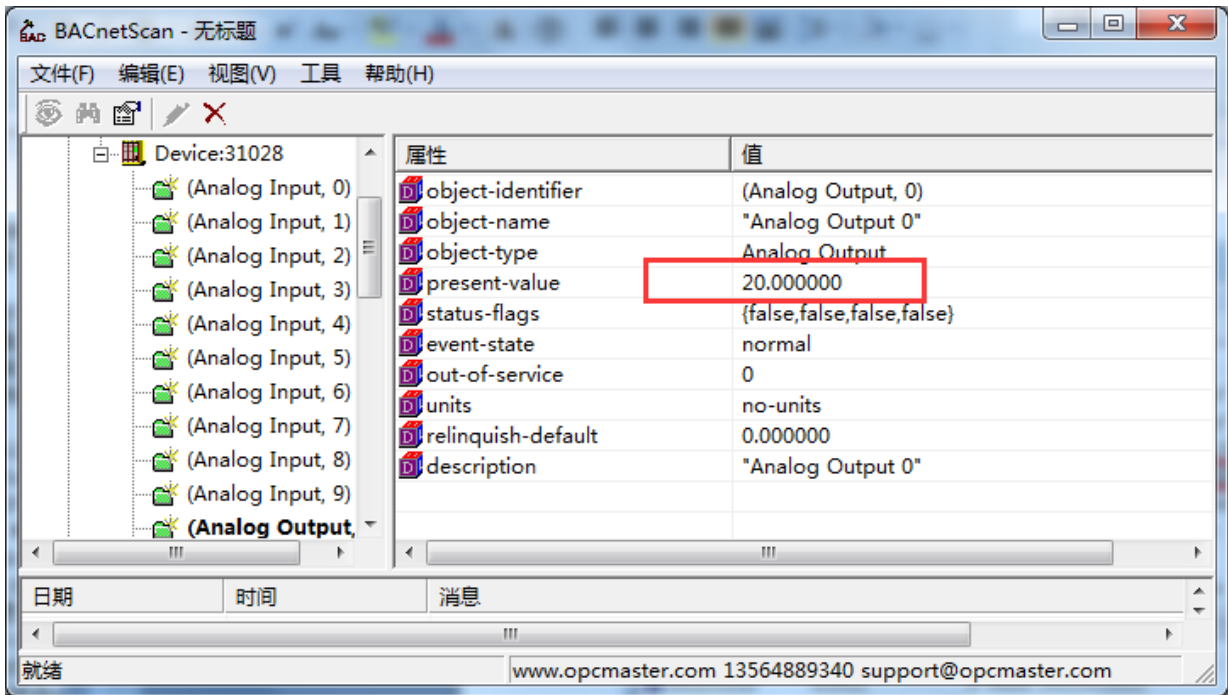 BACnetScan - 无标题
文件(F) 编辑(E) 视图(V) 工具 帮助(H)
Device:31028
(Analog Input, 0)
(Analog Input, 1)
(Analog Input, 2)
(Analog Input, 3)
(Analog Input, 4)
(Analog Input, 5)
(Analog Input, 6)
(Analog Input, 7)
(Analog Input, 8)
(Analog Input, 9)
(Analog Output,
属性 值
object-identifier (Analog Output, 0)
object-name "Analog Output 0"
object-type Analog Output
present-value 20.000000
status-flags {false,false,false,false}
event-state normal
out-of-service 0
units no-units
relinquish-default 0.000000
description "Analog Output 0"
日期 时间 消息
就绪 www.opcmaster.com 13564889340 support@opcmaster.com